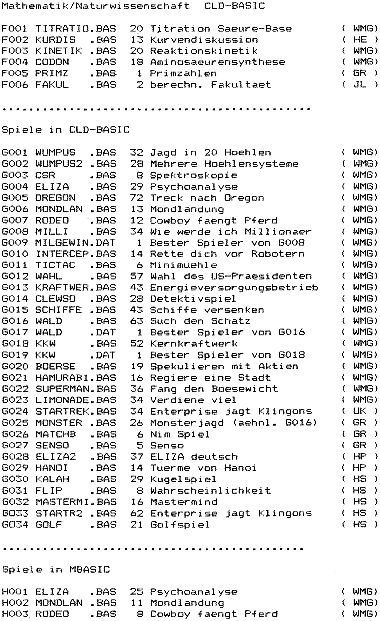 Mathematik/Naturwissenschaft CLD-BASIC
F001 TITRATIO.BAS 20 Titration Saeure-Base ( WMG)
F002 KURDIS .BAS 13 Kurvendiskussion ( HE )
F003 KINETIK .BAS 20 Reaktionskinetik ( WMG)
F004 CODON .BAS 18 Aminosaeurensynthese ( WMG)
F005 PRIMZ .BAS 1 Primzahlen ( GR )
F006 FAKUL .BAS 2 berechn. Fakultaet ( JL )
Spiele in CLD-BASIC
G001 WUMPUS .BAS 32 Jagd in 20 Hoehlen ( WMG)
G002 WUMPUS2 .BAS 28 Mehrere Hoehlensysteme ( WMG)
G003 CSR .BAS 8 Spektroskopie ( WMG)
G004 ELIZA .BAS 29 Psychoanalyse ( WMG)
G005 OREGON .BAS 72 Treck nach Oregon ( WMG)
G006 MONDLAN .BAS 13 Mondlandung ( WMG)
G007 RODEO .BAS 12 Cowboy faengt Pferd ( WMG)
G008 MILLI .BAS 34 Wie werde ich Millionaer ( WMG)
G009 MILGEWIN.DAT 1 Bester Spieler von G008 ( WMG)
G010 INTERCEP.BAS 14 Rette dich vor Robotern ( WMG)
G011 TICTAC .BAS 6 Minimuehle ( WMG)
G012 WAHL .BAS 57 Wahl des US-Praesidenten ( WMG)
G013 KRAFTWER.BAS 43 Energieversorgungsbetrieb ( WMG)
G014 CLEWSO .BAS 28 Detektivspiel ( WMG)
G015 SCHIFFE .BAS 43 Schiffe versenken ( WMG)
G016 WALD .BAS 63 Such den Schatz ( WMG)
G017 WALD .DAT 1 Bester Spieler von G016 ( WMG)
G018 KKW .BAS 52 Kernkraftwerk ( WMG)
G019 KKW .DAT 1 Bester Spieler von G018 ( WMG)
G020 BOERSE .BAS 19 Spekulieren mit Aktien ( WMG)
G021 HAMURABI.BAS 16 Regiere eine Stadt ( WMG)
G022 SUPERMAN.BAS 36 Fang den Boesewicht ( WMG)
G023 LIMONADE.BAS 34 Verdiene viel ( WMG)
G024 STARTREK.BAS 34 Enterprise jagt Klingons ( UK )
G025 MONSTER .BAS 26 Monsterjagd (aehnl. G016) ( GR )
G026 MATCHB .BAS 6 Nim Spiel ( GR )
G027 SENSO .BAS 5 Senso ( GR )
G028 ELIZA2 .BAS 37 ELIZA deutsch ( HP )
G029 HANOI .BAS 14 Tuerme von Hanoi ( HP )
G030 KALAH .BAS 29 Kugelspiel ( HS )
G031 FLIP .BAS 8 Wahrscheinlichkeit ( HS )
G032 MASTERMI.BAS 16 Mastermind ( HS )
G033 STARTR2 .BAS 62 Enterprise jagt Klingons ( HS )
G034 GOLF .BAS 21 Golfspiel ( HS )
Spiele in MBASIC
H001 ELIZA .BAS 25 Psychoanalyse ( WMG)
H002 MONDLAN .BAS 11 Mondlandung ( WMG)
H003 RODEO .BAS 8 Cowboy faengt Pferd ( WMG)